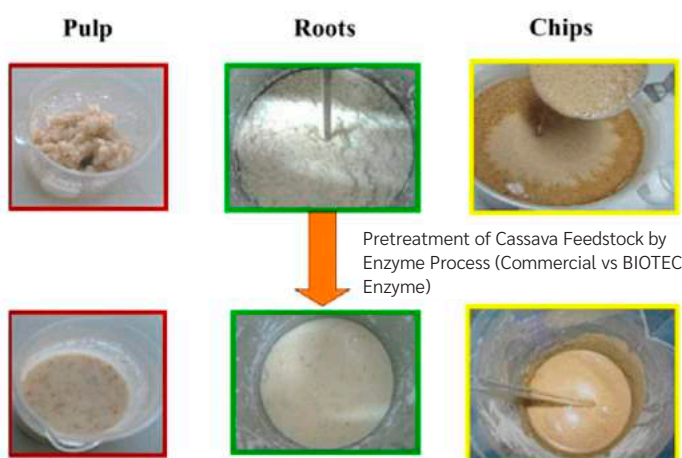 Pulp
Roots
Chips
Pretreatment of Cassava Feedstock by
Enzyme Process (Commercial vs BIOTEC
Enzyme)